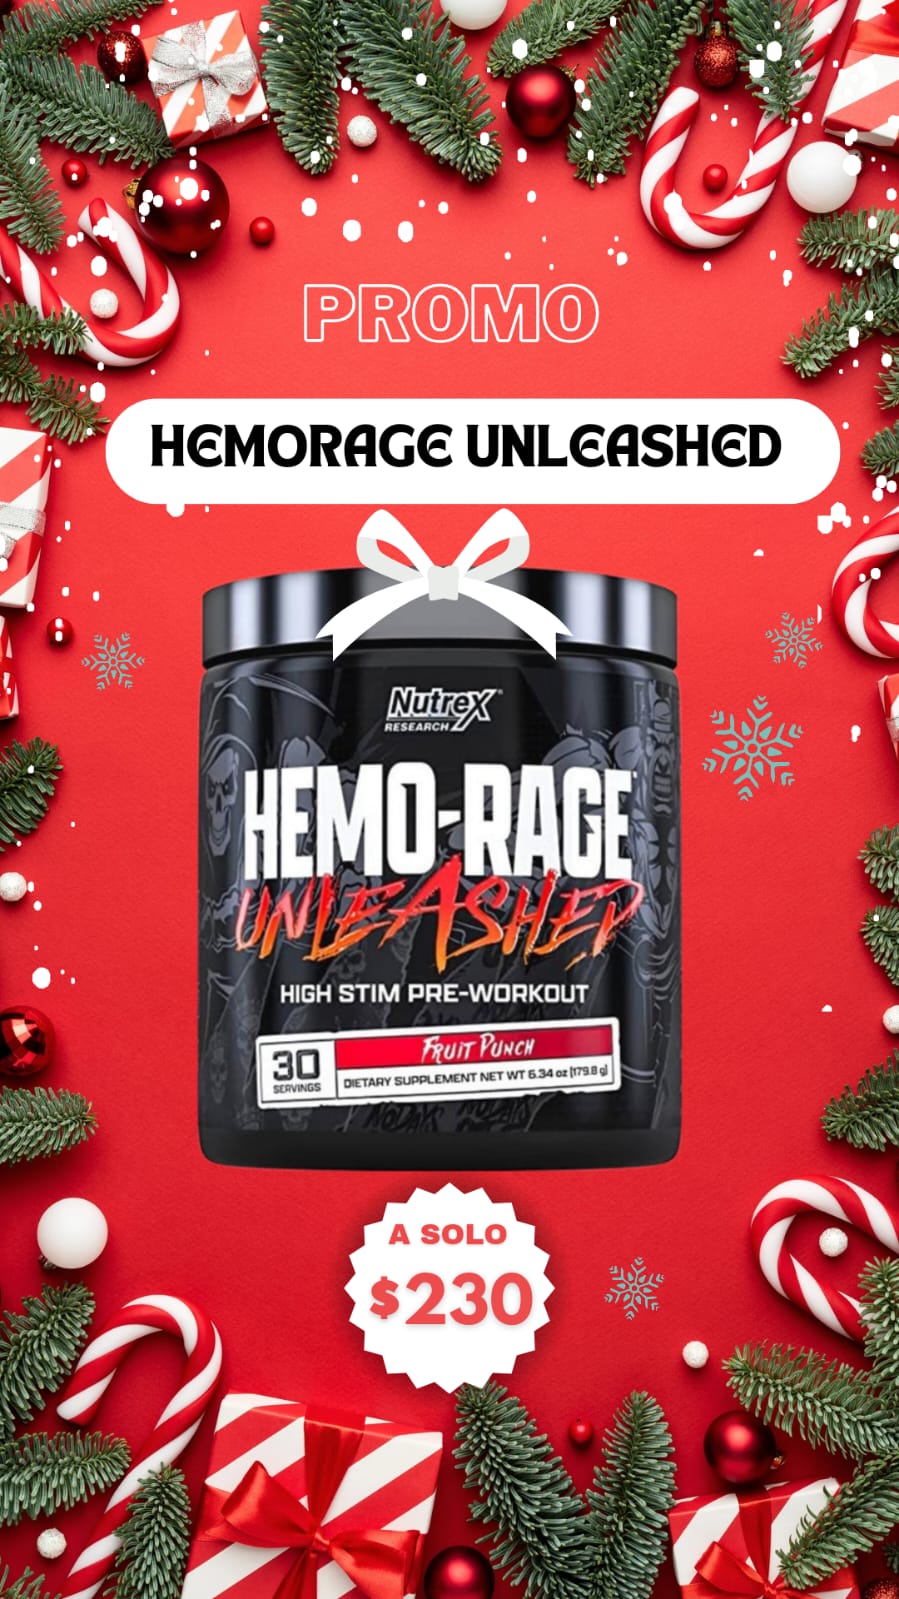 PROMO
HEMORAGE UNLEASHED
Nutrex®
RESEARCH
HEMO-RAGE
UNLEASHED
HIGH STIM PRE-WORKOUT
30
SERVINGS
FRUIT PUNCH
DIETARY SUPPLEMENT NET WT 6.34 oz (179.8 g)
A SOLO
$230